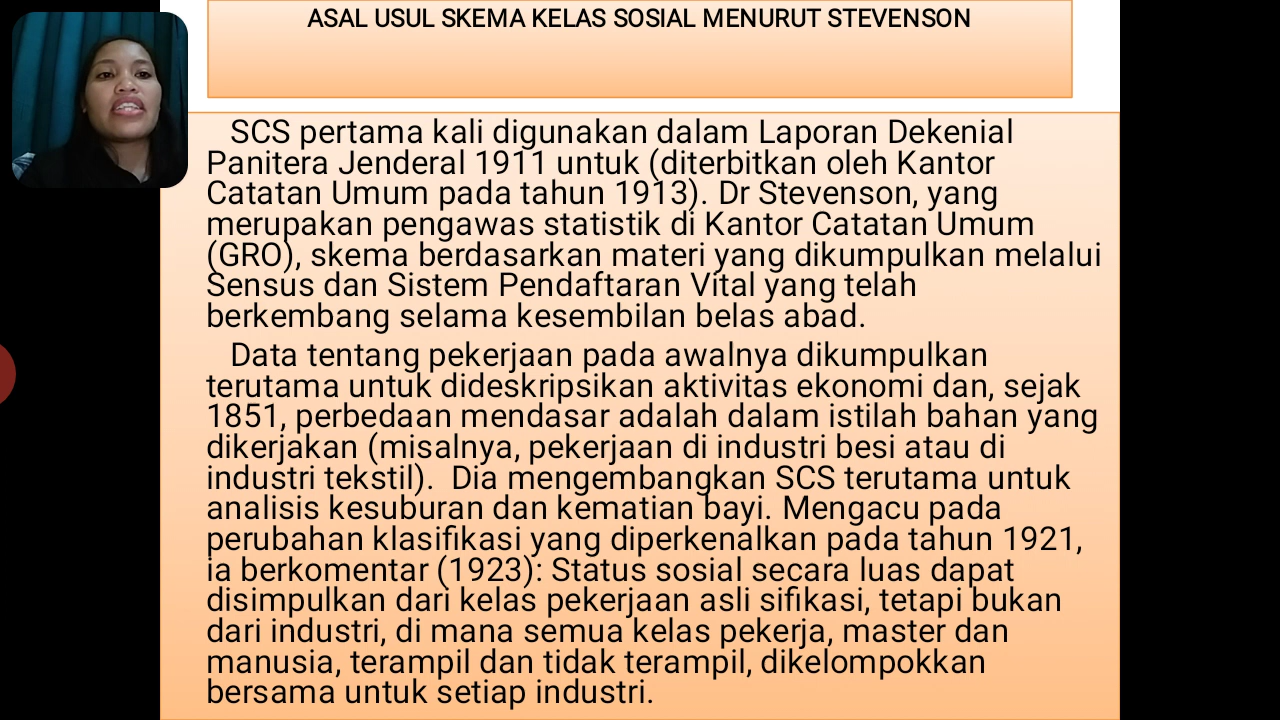 ASAL USUL SKEMA KELAS SOSIAL MENURUT STEVENSON
SCS pertama kali digunakan dalam Laporan Dekenial
Panitera Jenderal 1911 untuk (diterbitkan oleh Kantor
Catatan Umum pada tahun 1913). Dr Stevenson, yang
merupakan pengawas statistik di Kantor Catatan Umum
(GRO), skema berdasarkan materi yang dikumpulkan melalui
Sensus dan Sistem Pendaftaran Vital yang telah
berkembang selama kesembilan belas abad.
Data tentang pekerjaan pada awalnya dikumpulkan
terutama untuk dideskripsikan aktivitas ekonomi dan, sejak
1851, perbedaan mendasar adalah dalam istilah bahan yang
dikerjakan (misalnya, pekerjaan di industri besi atau di
industri tekstil).  Dia mengembangkan SCS terutama untuk
analisis kesuburan dan kematian bayi. Mengacu pada
perubahan klasifikasi yang diperkenalkan pada tahun 1921,
ia berkomentar (1923): Status sosial secara luas dapat
disimpulkan dari kelas pekerjaan asli sifikasi, tetapi bukan
dari industri, di mana semua kelas pekerja, master dan
manusia, terampil dan tidak terampil, dikelompokkan
bersama untuk setiap industri.